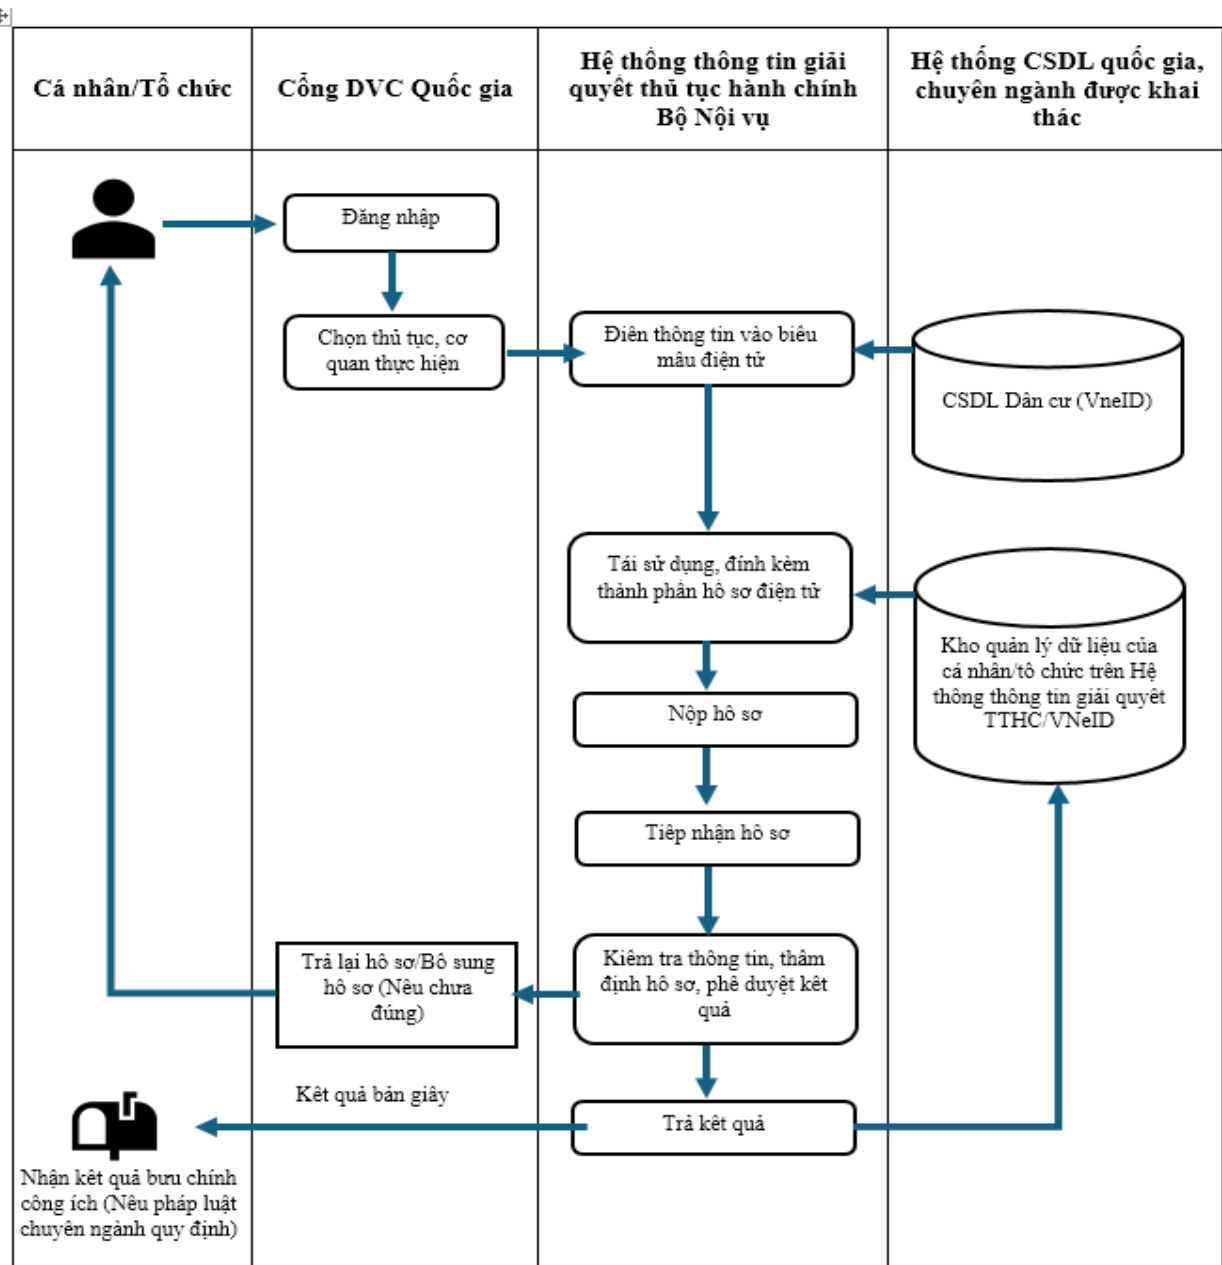 Cá nhân/Tổ chức
Cổng DVC Quốc gia
Hệ thống thông tin giải
quyết thủ tục hành chính
Bộ Nội vụ
Hệ thống CSDL quốc gia,
chuyên ngành được khai
thác
Đăng nhập
Chọn thủ tục, cơ
quan thực hiện
Điền thông tin vào biểu
mẫu điện tử
CSDL Dân cư (VneID)
Tái sử dụng, đính kèm
thành phần hồ sơ điện tử
Kho quản lý dữ liệu của
cá nhân/tổ chức trên Hệ
thống thông tin giải quyết
TTHC/VNeID
Nộp hồ sơ
Tiếp nhận hồ sơ
Kiểm tra thông tin, thẩm
định hồ sơ, phê duyệt kết
quả
Trả lại hồ sơ/Bổ sung
hồ sơ (Nếu chưa
đúng)
Kết quả bản giấy
Trả kết quả
Nhận kết quả bưu chính
công ích (Nếu pháp luật
chuyên ngành quy định)